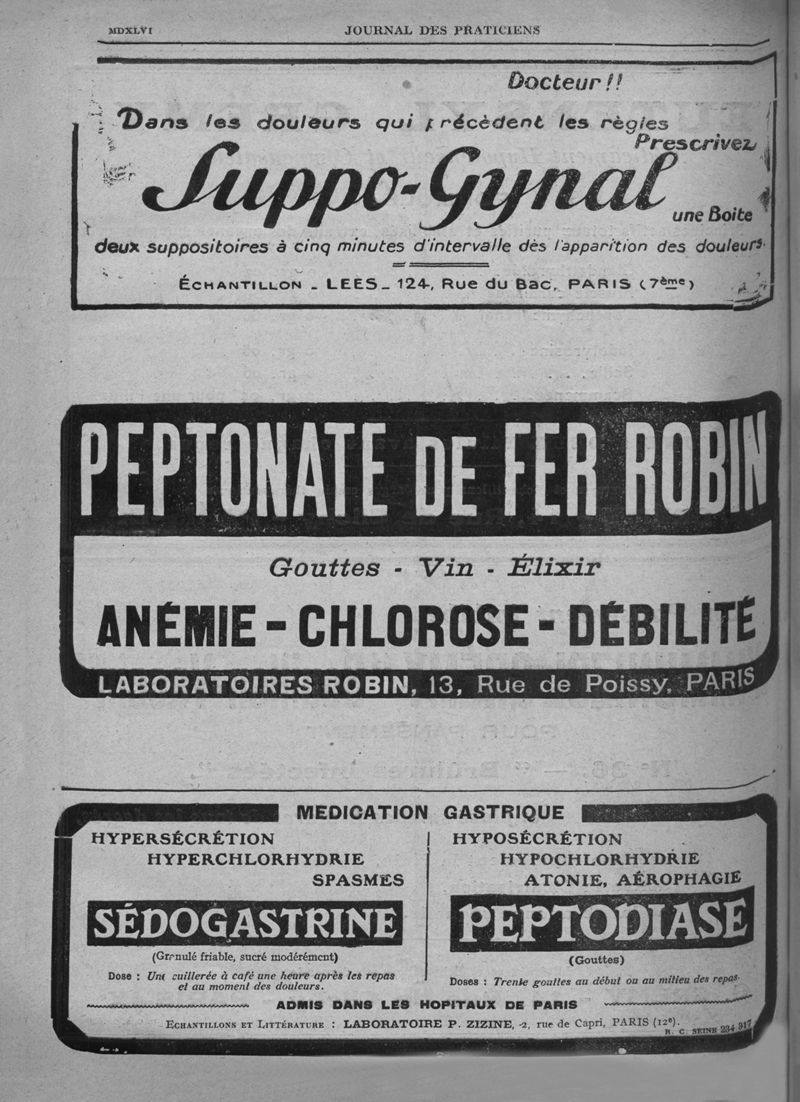 MDXLVI
JOURNAL DES PRATICIENS
Docteur!!
Dans les douleurs qui précèdent les règles
Prescrivez
Suppo-Gynal
une Boite
deux suppositoires à cinq minutes d'intervalle dès l'apparition des douleurs.
ÉCHANTILLON _ LEES _ 124, Rue du Bac, PARIS (7ème)
PEPTONATE DE FER ROBIN
Gouttes - Vin - Élixir
ANÉMIE - CHLOROSE - DÉBILITÉ
LABORATOIRES ROBIN, 13, Rue de Poissy, PARIS
MEDICATION GASTRIQUE
HYPERSÉCRÉTION
HYPERCHLORHYDRIE
SPASMES
SÉDOGASTRINE
(Granulé friable, sucré modérément)
Dose : Une cuillerée à café une heure après les repas
et au moment des douleurs.
HYPOSÉCRÉTION
HYPOCHLORHYDRIE
ATONIE, AÉROPHAGIE
PEPTODIASE
(Gouttes)
Doses : Trente gouttes au début ou au milieu des repas.
ADMIS DANS LES HOPITAUX DE PARIS
ECHANTILLONS ET LITTÉRATURE : LABORATOIRE P. ZIZINE, 2, rue de Capri, PARIS (12e).
R. C. SEINE 234.317